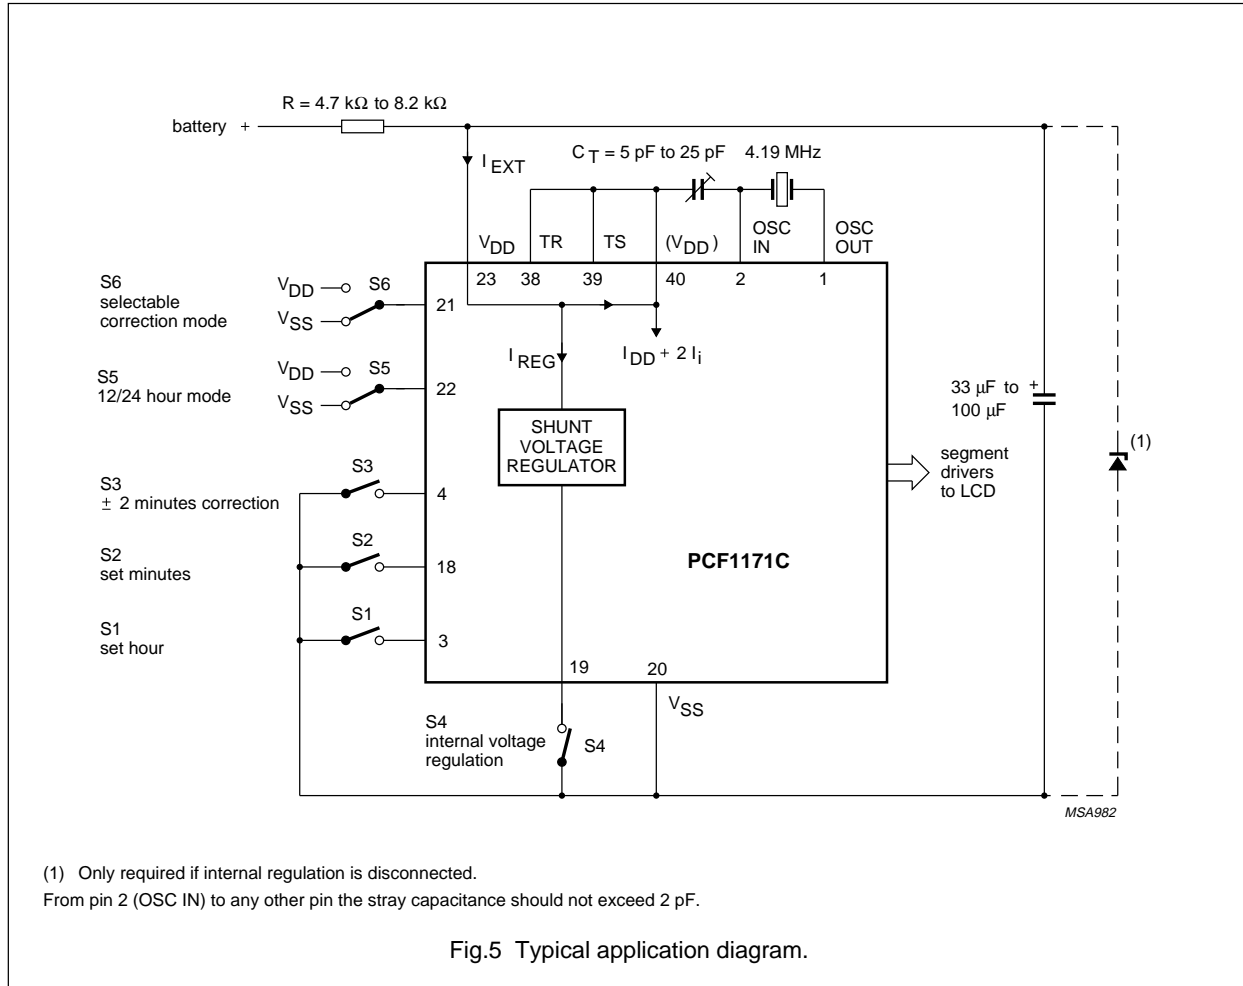 R = 4.7 kΩ to 8.2 kΩ
battery +
I EXT
C T = 5 pF to 25 pF
4.19 MHz
V DD
TR
TS
(V DD )
OSC IN
OSC OUT
23
38
39
40
2
1
S6
selectable
correction mode
V DD
V SS
S6
21
S5
12/24 hour mode
V DD
V SS
S5
22
I REG
I DD + 2 I i
SHUNT
VOLTAGE
REGULATOR
33 µF to
100 µF
+
(1)
segment
drivers
to LCD
S3
± 2 minutes correction
S3
4
S2
set minutes
S2
18
PCF1171C
S1
set hour
S1
3
19
20
V SS
S4
internal voltage
regulation
S4
MSA982
(1) Only required if internal regulation is disconnected.
From pin 2 (OSC IN) to any other pin the stray capacitance should not exceed 2 pF.
Fig.5 Typical application diagram.